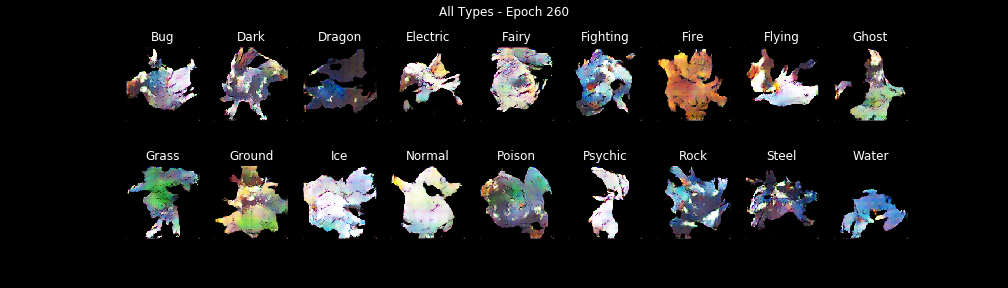 All Types - Epoch 260
Bug Dark Dragon Electric Fairy Fighting Fire Flying Ghost
Grass Ground Ice Normal Poison Psychic Rock Steel Water